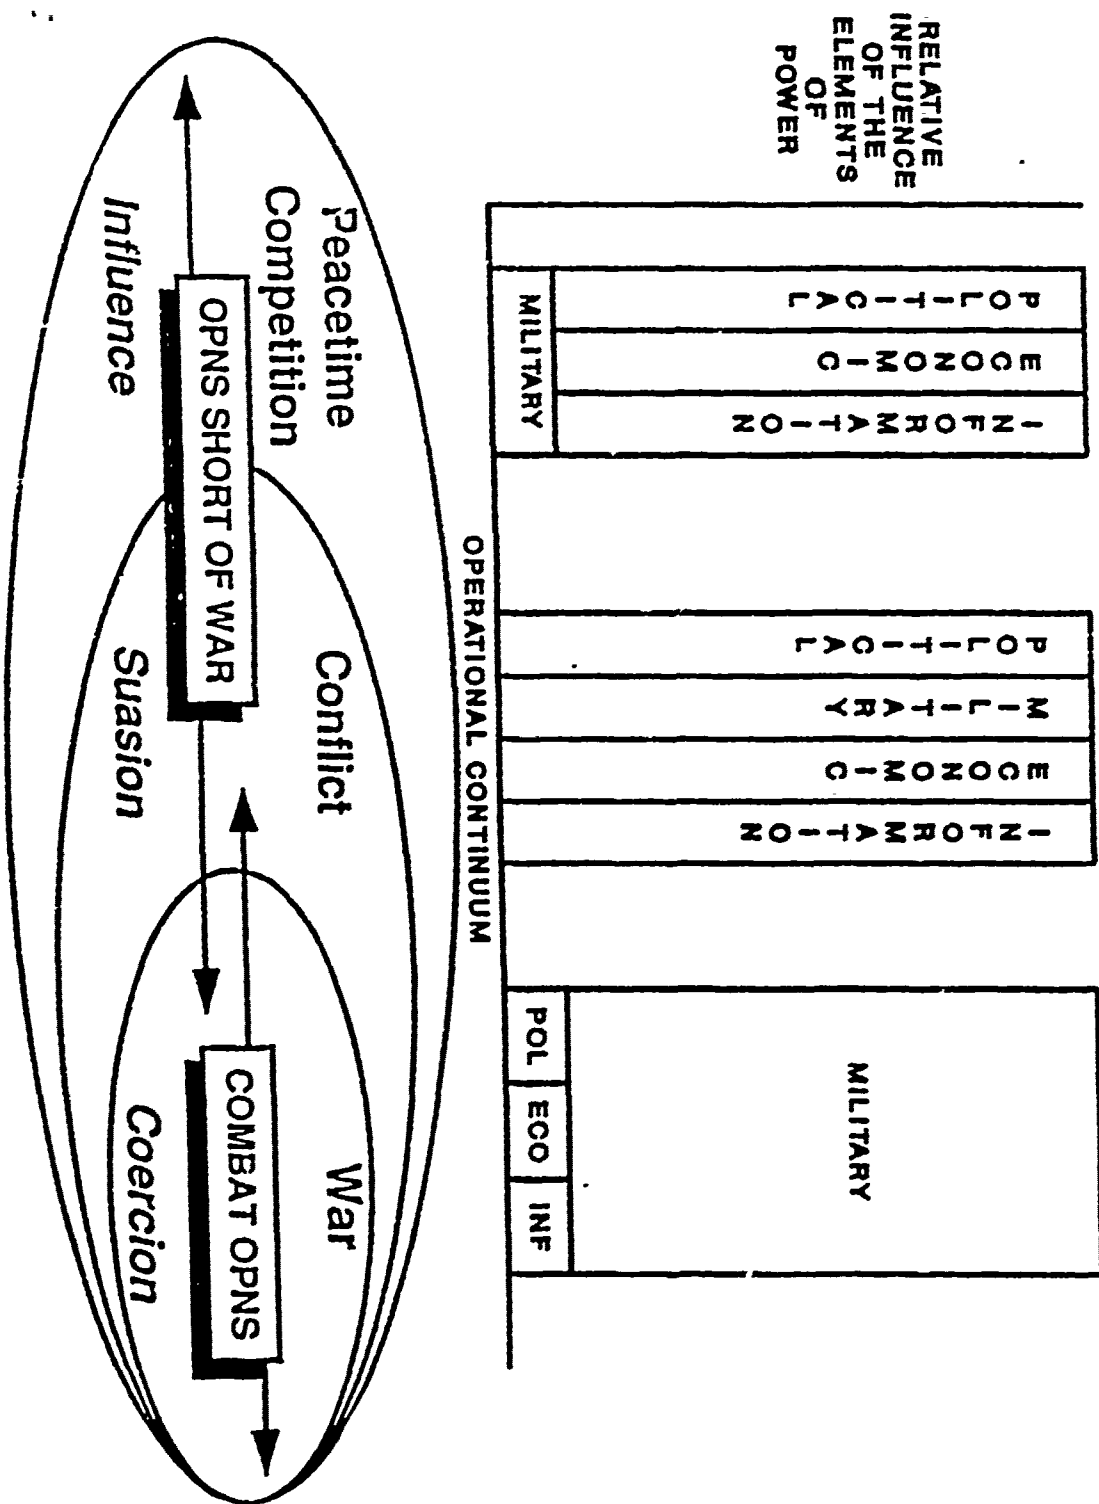 RELATIVE
INFLUENCE
OF THE
ELEMENTS
OF
POWER
POLITICAL
ECONOMIC
INFORMATION
MILITARY
POLITICAL
MILITARY
ECONOMIC
INFORMATION
MILITARY
POL
ECO
INF
OPERATIONAL CONTINUUM
Peacetime
Competition
Conflict
War
OPNS SHORT OF WAR
COMBAT OPNS
Influence
Suasion
Coercion